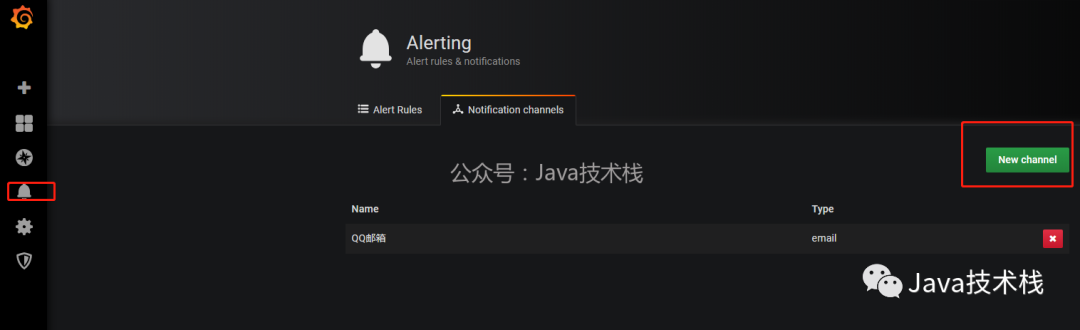 Alerting
Alert rules & notifications
Alert Rules
Notification channels
New channel
公众号：Java技术栈
Name Type
QQ邮箱 email
Java技术栈